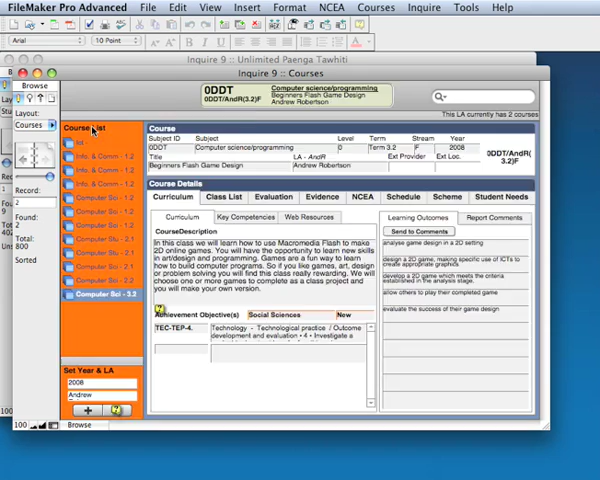 FileMaker Pro Advanced File Edit View Insert Format NCEA Courses Inquire Tools Help
Arial 10 Point
Inquire 9 :: Unlimited Paenga Tawhiti
Inquire 9 :: Courses
Browse
Layout:
Courses
Record:
2
Found:
2
Total:
800
Sorted
0DDT
0DDT/AndR(3.2)F
Computer science/programming
Beginners Flash Game Design
Andrew Robertson
This LA currently has 2 courses
Course List
Info. & Comm - 1.2
Info. & Comm - 1.2
Info. & Comm - 1.2
Computer Sci - 1.2
Computer Sci - 1.2
Computer Sci - 1.2
Computer Stu - 2.1
Computer Stu - 2.1
Computer Sci - 2.1
Computer Sci - 2.2
Computer Sci - 3.2
Set Year & LA
2008
Andrew
Course
Subject ID Subject Level Term Stream Year
0DDT Computer science/programming 0 Term 3.2 F 2008
Title LA - AndR Ext Provider Ext Loc.
Beginners Flash Game Design Andrew Robertson
0DDT/AndR(
3.2)F
Course Details
Curriculum Class List Evaluation Evidence NCEA Schedule Scheme Student Needs
Curriculum Key Competencies Web Resources
CourseDescription
In this class we will learn how to use Macromedia Flash to make
2D online games. You will have the opportunity to learn new skills
in art/design and programming. Games are a fun way to learn
how to build computer programs. So if you like games, art, design
or problem solving you will find this class really rewarding. We will
choose one or more games to complete as a class project and
you will make your own version.
Achievement Objective(s) Social Sciences New
TEC-TEP-4. Technology - Technological practice / Outcome
development and evaluation • 4 • Investigate a
Learning Outcomes Report Comments
Send to Comments
analyse game design in a 2D setting
design a 2D game, making specific use of ICTs to
create appropriate graphics
develop a 2D game which meets the criteria
established in the analysis stage.
allow others to play their completed game
evaluate the success of their game design
100 Browse